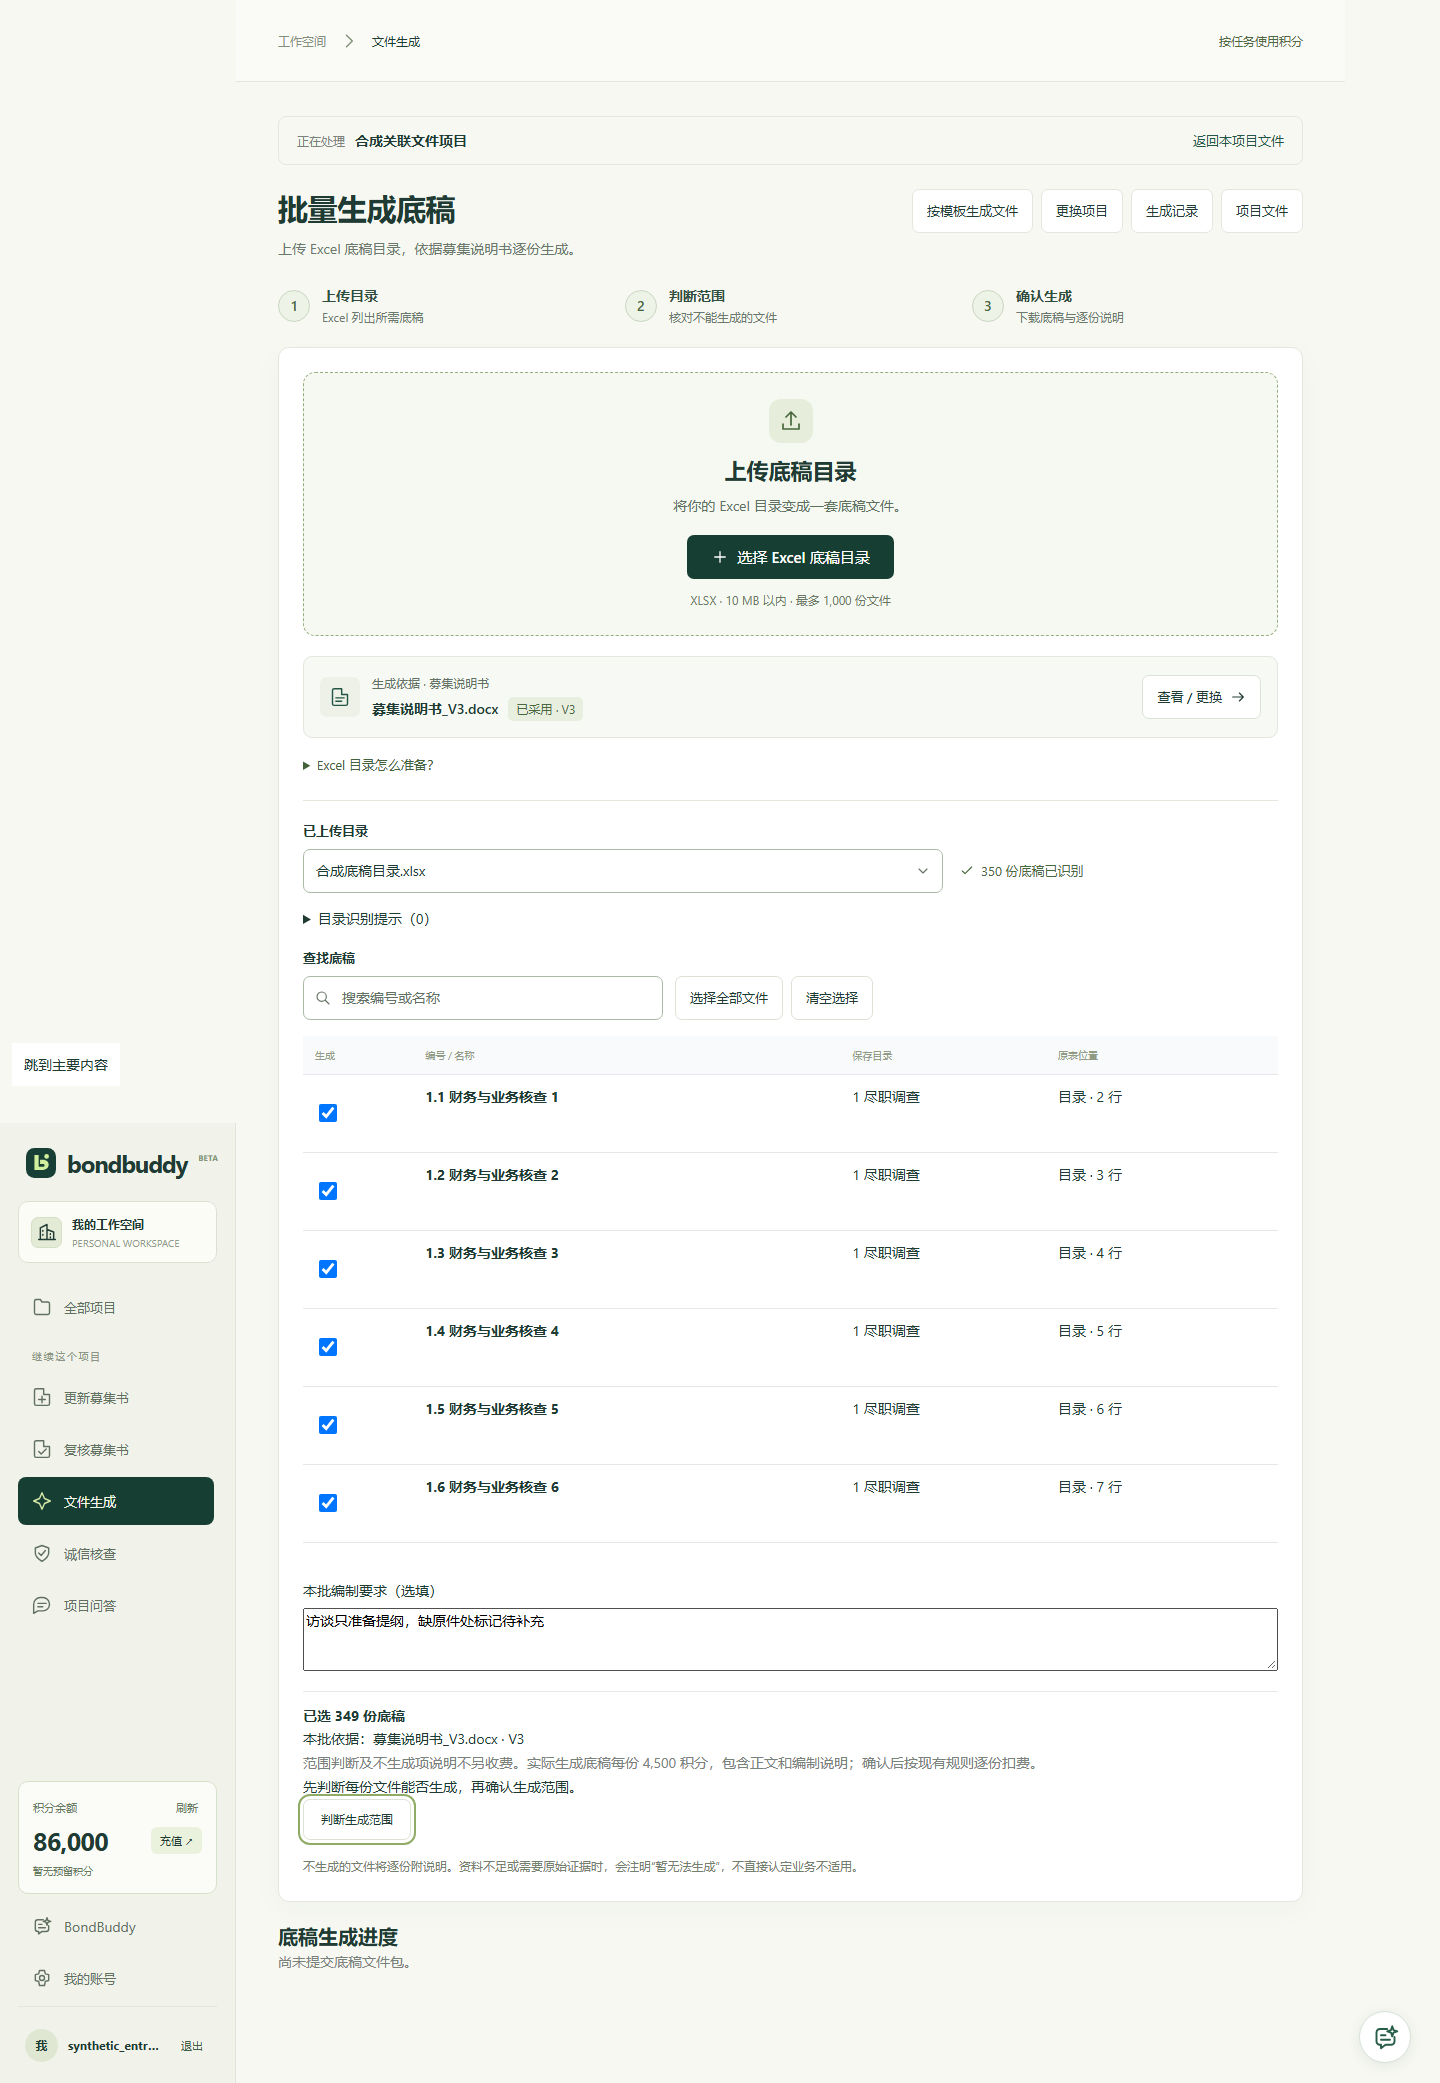 工作空间 文件生成 按任务使用积分
正在处理 合成关联文件项目 返回本项目文件
批量生成底稿
按模板生成文件 更换项目 生成记录 项目文件
上传 Excel 底稿目录，依据募集说明书逐份生成。
1 上传目录
Excel 列出所需底稿
2 判断范围
核对不能生成的文件
3 确认生成
下载底稿与逐份说明
上传底稿目录
将你的 Excel 目录变成一套底稿文件。
选择 Excel 底稿目录
XLSX · 10 MB 以内 · 最多 1,000 份文件
生成依据 · 募集说明书
募集说明书_V3.docx 已采用 · V3
查看 / 更换
Excel 目录怎么准备？
已上传目录
合成底稿目录.xlsx 350 份底稿已识别
目录识别提示（0）
查找底稿
搜索编号或名称 选择全部文件 清空选择
生成 编号 / 名称 保存目录 原表位置
1.1 财务与业务核查 1 1 尽职调查 目录 · 2 行
1.2 财务与业务核查 2 1 尽职调查 目录 · 3 行
1.3 财务与业务核查 3 1 尽职调查 目录 · 4 行
1.4 财务与业务核查 4 1 尽职调查 目录 · 5 行
1.5 财务与业务核查 5 1 尽职调查 目录 · 6 行
1.6 财务与业务核查 6 1 尽职调查 目录 · 7 行
本批编制要求（选填）
访谈只准备提纲，缺原件处标记待补充
已选 349 份底稿
本批依据：募集说明书_V3.docx · V3
范围判断及不生成项说明不另收费。实际生成底稿每份 4,500 积分，包含正文和编制说明；确认后按现有规则逐份扣费。
先判断每份文件能否生成，再确认生成范围。
判断生成范围
不生成的文件将逐份附说明。资料不足或需要原始证据时，会注明“暂无法生成”，不直接认定业务不适用。
底稿生成进度
尚未提交底稿文件包。
跳到主要内容
bondbuddy BETA
我的工作空间
PERSONAL WORKSPACE
全部项目
继续这个项目
更新募集书
复核募集书
文件生成
诚信核查
项目问答
积分余额 刷新
86,000 充值 ↗
暂无预留积分
BondBuddy
我的账号
我 synthetic_entr... 退出